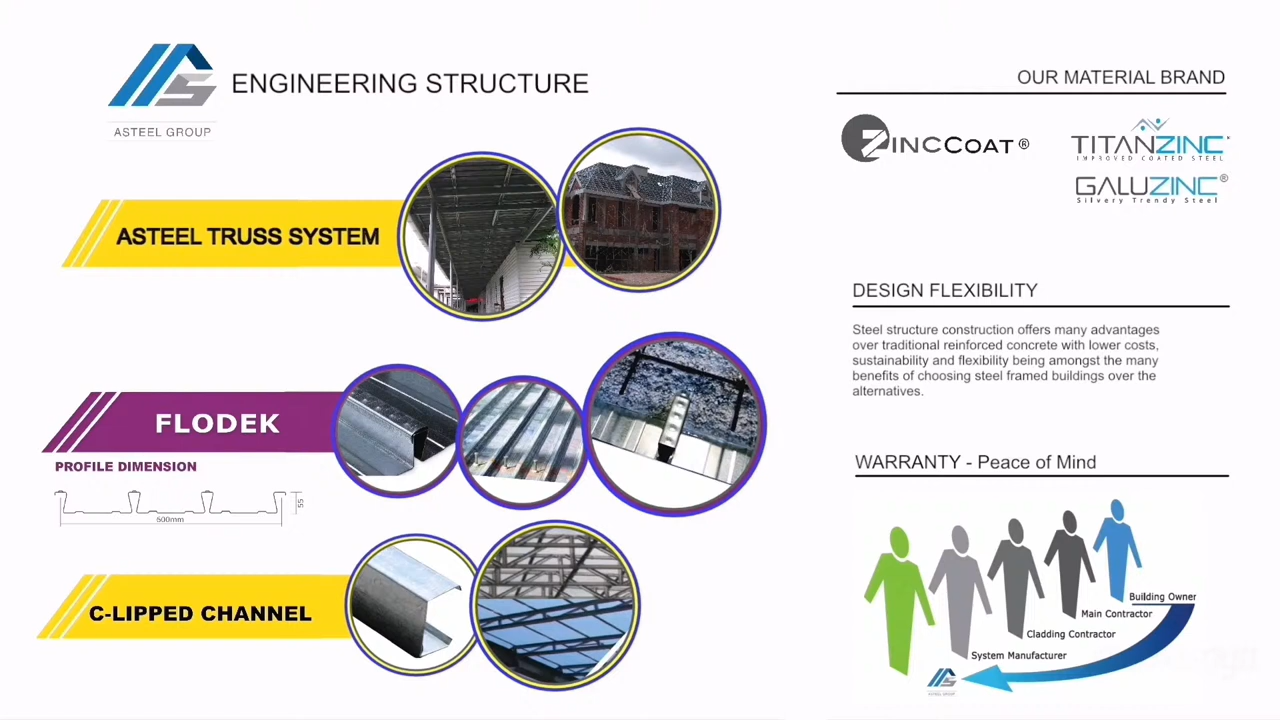 ENGINEERING STRUCTURE
ASTEEL GROUP
ASTEEL TRUSS SYSTEM
FLODEK
PROFILE DIMENSION
600mm
55
C-LIPPED CHANNEL
OUR MATERIAL BRAND
ZINCCOAT®
TITANZINC
IMPROVED COATED STEEL
GALUZINC®
Silvery Trendy Steel
DESIGN FLEXIBILITY
Steel structure construction offers many advantages
over traditional reinforced concrete with lower costs,
sustainability and flexibility being amongst the many
benefits of choosing steel framed buildings over the
alternatives.
WARRANTY - Peace of Mind
Building Owner
Main Contractor
Cladding Contractor
System Manufacturer
ASTEEL GROUP